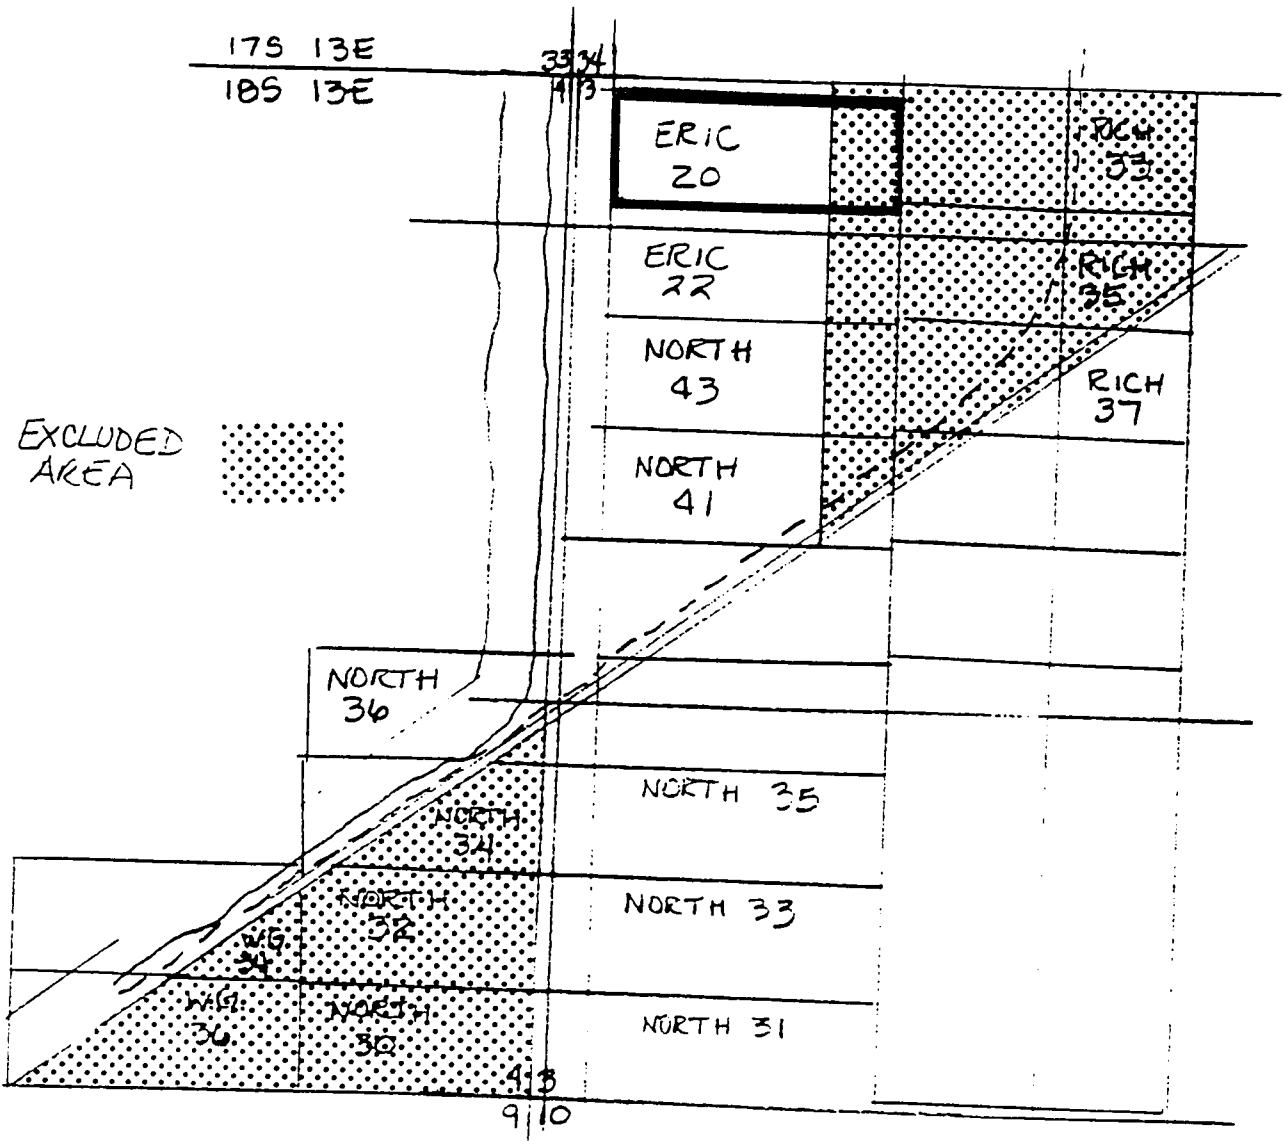 17S 13E
18S 13E
33 34
4 3
ERIC
20
RICH
33
ERIC
22
RICH
35
NORTH
43
RICH
37
EXCLUDED
AREA
NORTH
41
NORTH
36
NORTH 35
NORTH
34
NORTH
32
NORTH 33
W.G.
34
W.G.
36
NORTH
30
NORTH 31
4 3
9 10